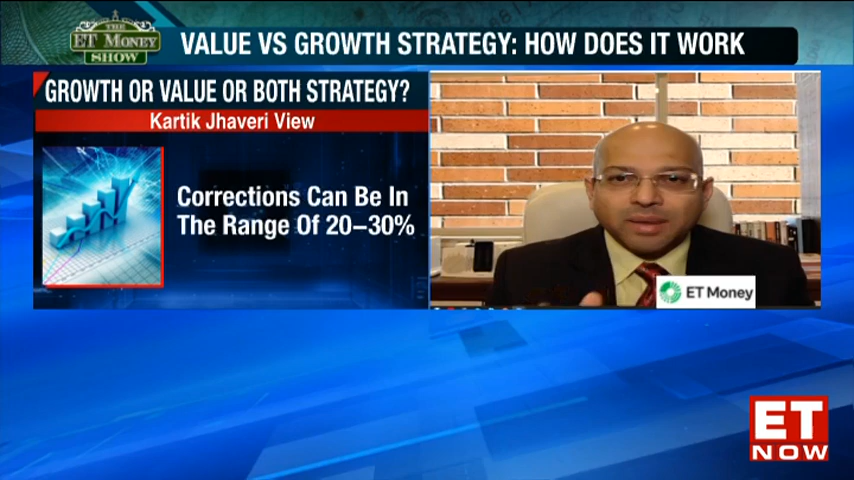 THE
ET MONEY
SHOW
VALUE VS GROWTH STRATEGY: HOW DOES IT WORK
GROWTH OR VALUE OR BOTH STRATEGY?
Kartik Jhaveri View
Corrections Can Be In
The Range Of 20–30%
ET Money
ET
NOW